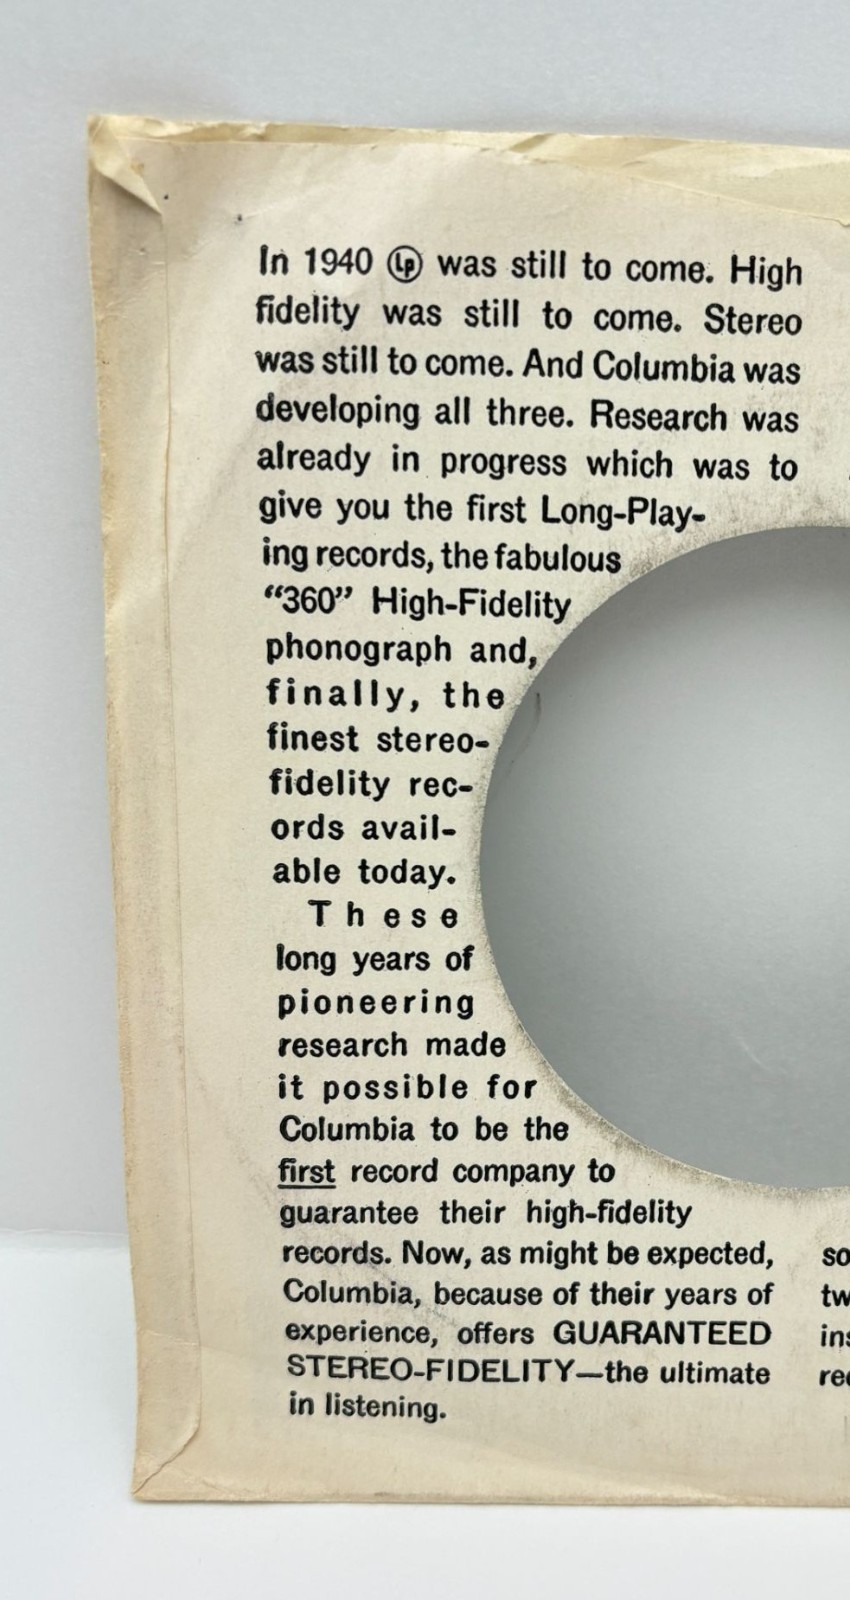 In 1940 Lp was still to come. High
fidelity was still to come. Stereo
was still to come. And Columbia was
developing all three. Research was
already in progress which was to
give you the first Long-Play-
ing records, the fabulous
“360” High-Fidelity
phonograph and,
finally, the
finest stereo-
fidelity rec-
ords avail-
able today.
These
long years of
pioneering
research made
it possible for
Columbia to be the
first record company to
guarantee their high-fidelity
records. Now, as might be expected,
Columbia, because of their years of
experience, offers GUARANTEED
STEREO-FIDELITY—the ultimate
in listening.
so
tw
ins